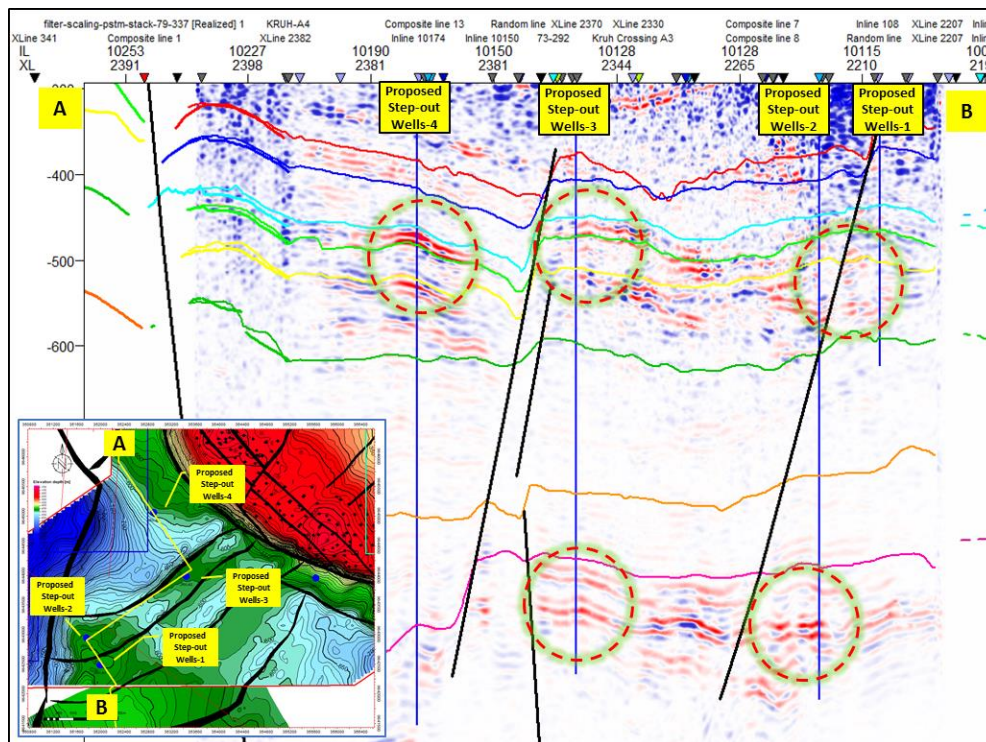 filter-scaling-pstm-stack-79-337 [Realized] 1 KRUH-A4 Composite line 13 Random line XLine 2370 XLine 2330 Composite line 7 Inline 108 XLine 2207
XLine 341 Composite line 1 XLine 2382 Inline 10174 Inline 10150 73-292 Kruh Crossing A3 Composite line 8 Random line XLine 2207
IL 10253 10227 10190 10150 10128 10128 10115 100
XL 2391 2398 2381 2381 2344 2265 2210 219
A
Proposed
Step-out
Wells-4
Proposed
Step-out
Wells-3
Proposed
Step-out
Wells-2
Proposed
Step-out
Wells-1
B
-400
-500
-600
A
Proposed
Step-out
Wells-4
Proposed
Step-out
Wells-2
Proposed
Step-out
Wells-3
Proposed
Step-out
Wells-1
B